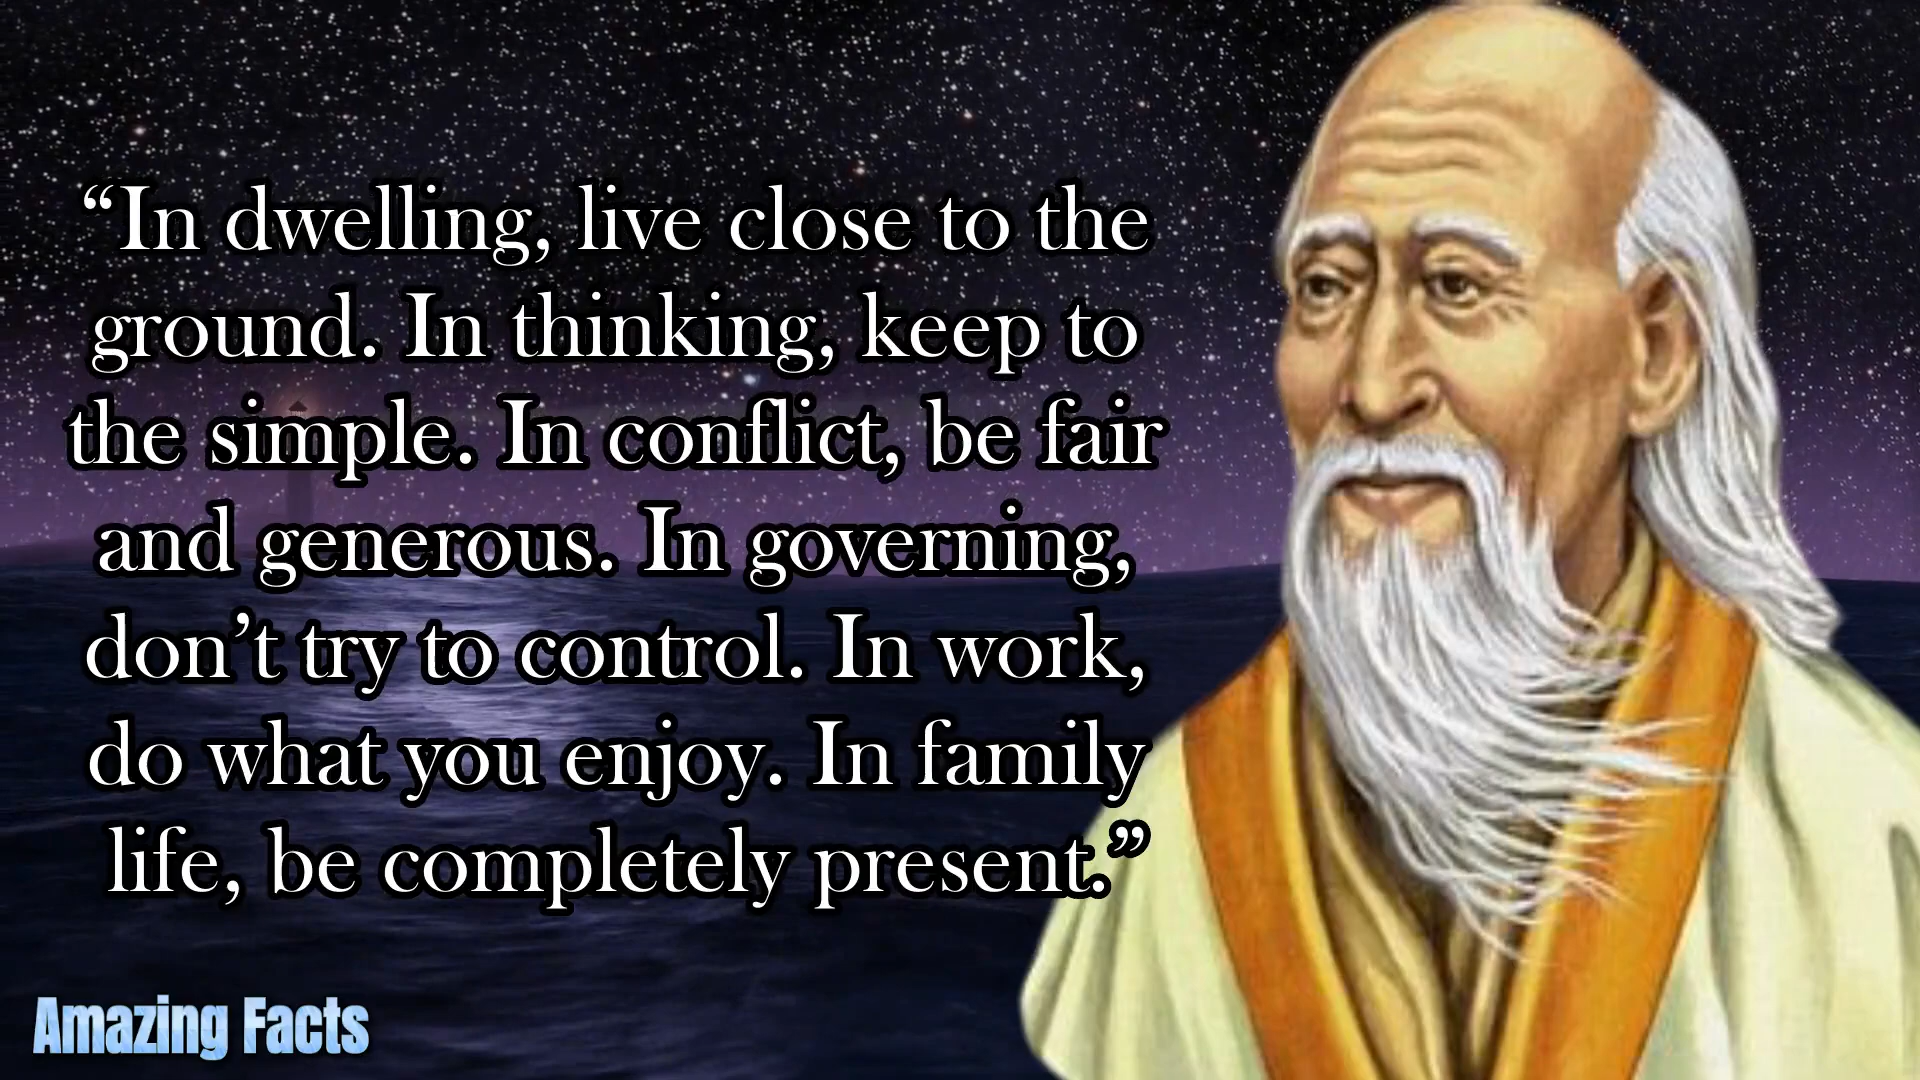 “In dwelling, live close to the
ground. In thinking, keep to
the simple. In conflict, be fair
and generous. In governing,
don’t try to control. In work,
do what you enjoy. In family
life, be completely present.”
Amazing Facts